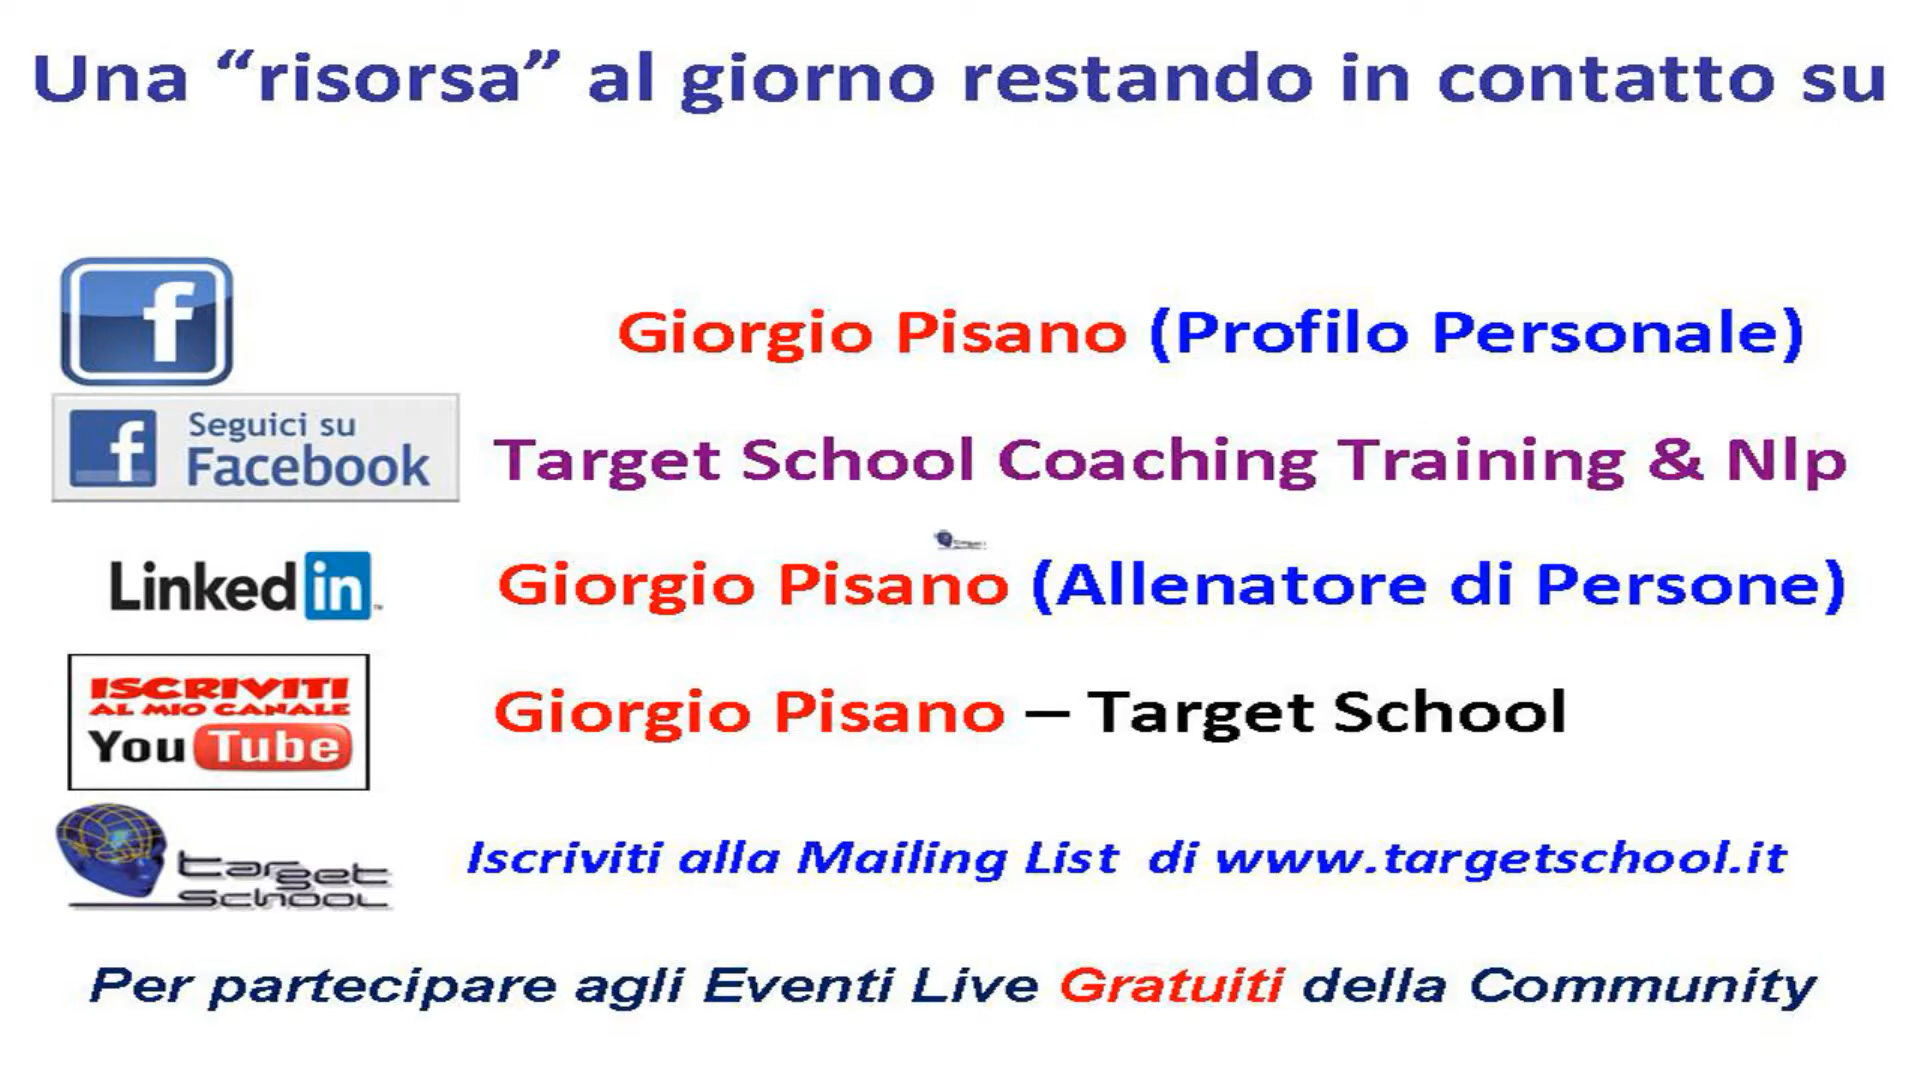 Una “risorsa” al giorno restando in contatto su
f
Giorgio Pisano (Profilo Personale)
f Seguici su
Facebook
Target School Coaching Training & Nlp
Linked in
Giorgio Pisano (Allenatore di Persone)
ISCRIVITI
AL MIO CANALE
You Tube
Giorgio Pisano – Target School
target
school
Iscriviti alla Mailing List di www.targetschool.it
Per partecipare agli Eventi Live Gratuiti della Community